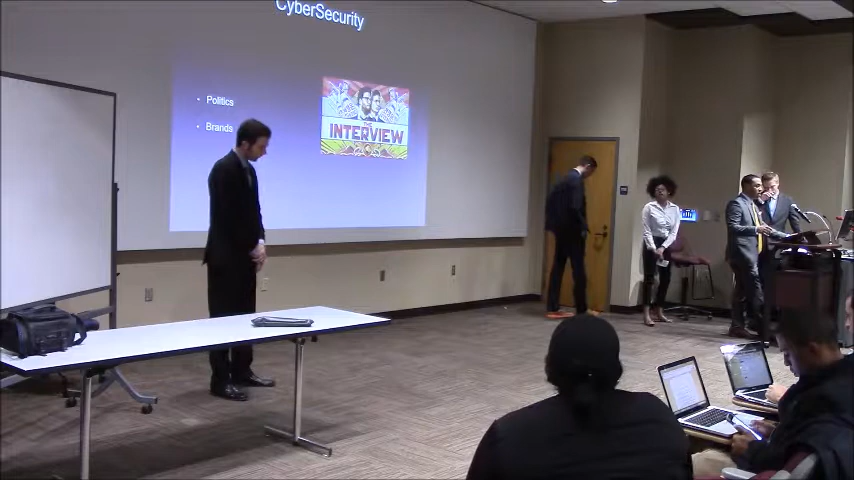 CyberSecurity
• Politics
• Brands
THE
INTERVIEW